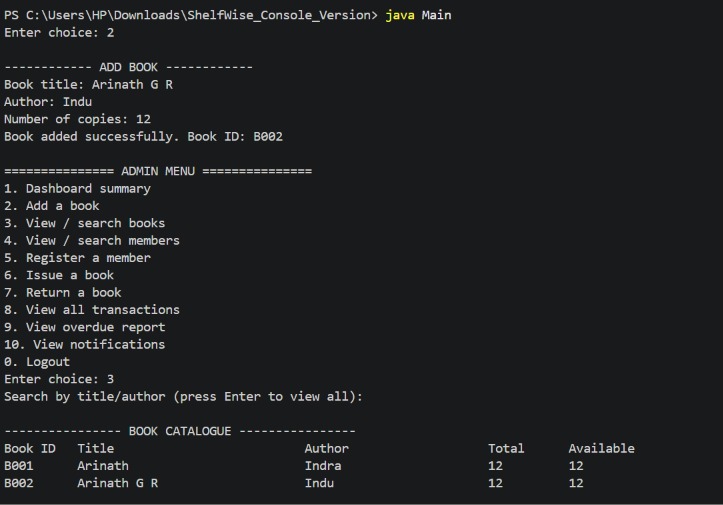 PS C:\Users\HP\Downloads\ShelfWise_Console_Version> java Main
Enter choice: 2
------------ ADD BOOK ------------
Book title: Arinath G R
Author: Indu
Number of copies: 12
Book added successfully. Book ID: B002
=============== ADMIN MENU ===============
1. Dashboard summary
2. Add a book
3. View / search books
4. View / search members
5. Register a member
6. Issue a book
7. Return a book
8. View all transactions
9. View overdue report
10. View notifications
0. Logout
Enter choice: 3
Search by title/author (press Enter to view all):
---------------- BOOK CATALOGUE ----------------
Book ID   Title                          Author                   Total      Available
B001      Arinath                        Indra                    12         12
B002      Arinath G R                    Indu                     12         12